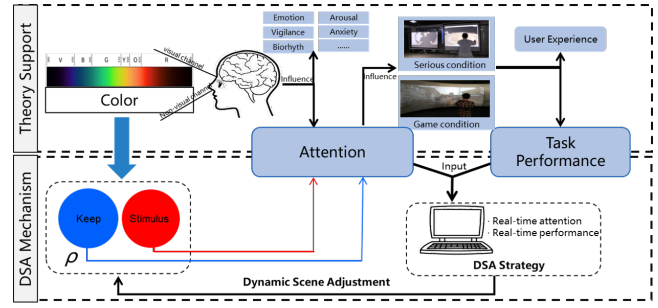 Theory Support
V B G Y O R
Color
visual channel
Non-visual channel
Emotion
Arousal
Vigilance
Anxiety
Biorhyth
......
Influence
Influence
Serious condition
Game condition
User Experience
Attention
Task
Performance
DSA Mechanism
Input
Keep
Stimulus
ρ
· Real-time attention
· Real-time performance
DSA Strategy
Dynamic Scene Adjustment